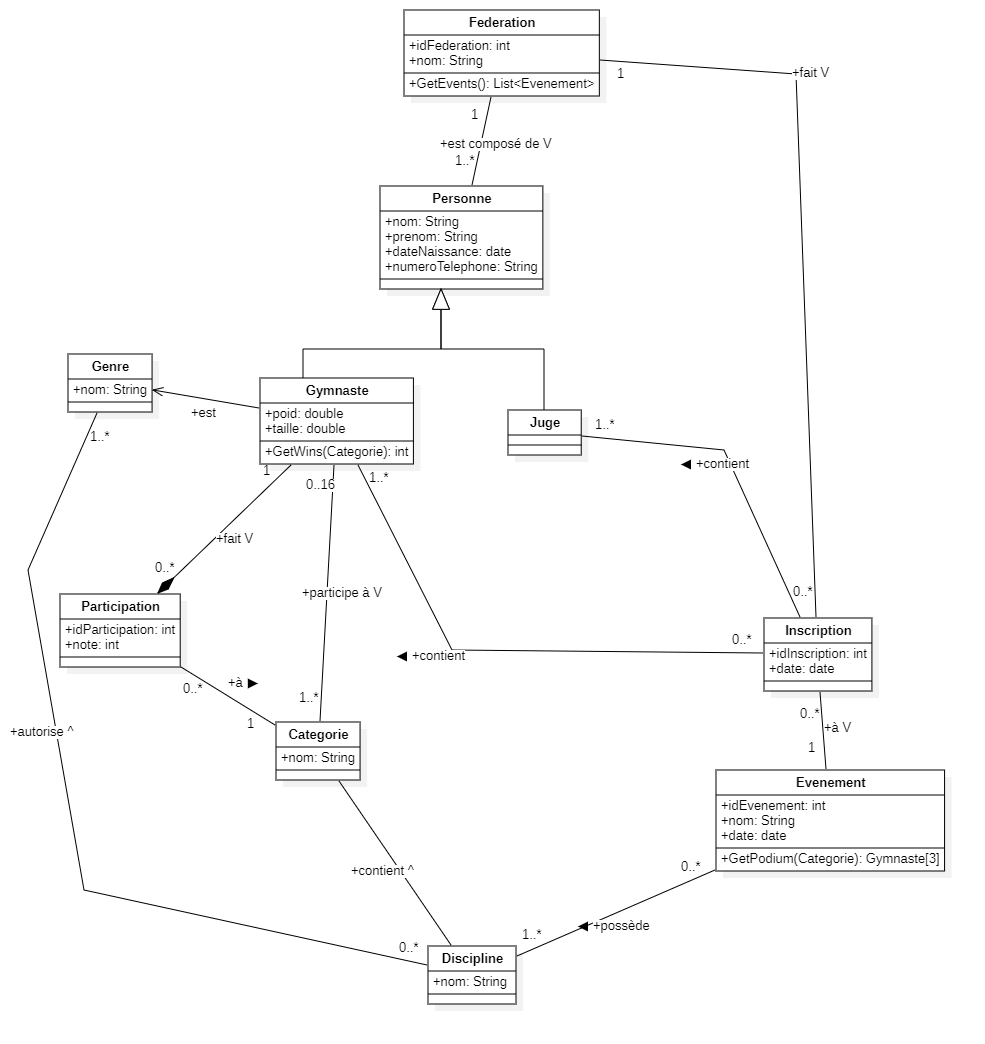 Federation
+idFederation: int
+nom: String
+GetEvents(): List<Evenement>
1
+fait V
1
+est composé de V
1..*
Personne
+nom: String
+prenom: String
+dateNaissance: date
+numeroTelephone: String
Genre
+nom: String
+est
1..*
Gymnaste
+poid: double
+taille: double
+GetWins(Categorie): int
Juge
1..*
◀ +contient
1
0..16
1..*
+fait V
0..*
+participe à V
Participation
+idParticipation: int
+note: int
◀ +contient
0..*
0..*
Inscription
+idInscription: int
+date: date
0..*
+à ▶
1
1..*
+autorise ^
Categorie
+nom: String
0..*
+à V
1
Evenement
+idEvenement: int
+nom: String
+date: date
+GetPodium(Categorie): Gymnaste[3]
+contient ^
0..*
◀ +possède
1..*
0..*
Discipline
+nom: String